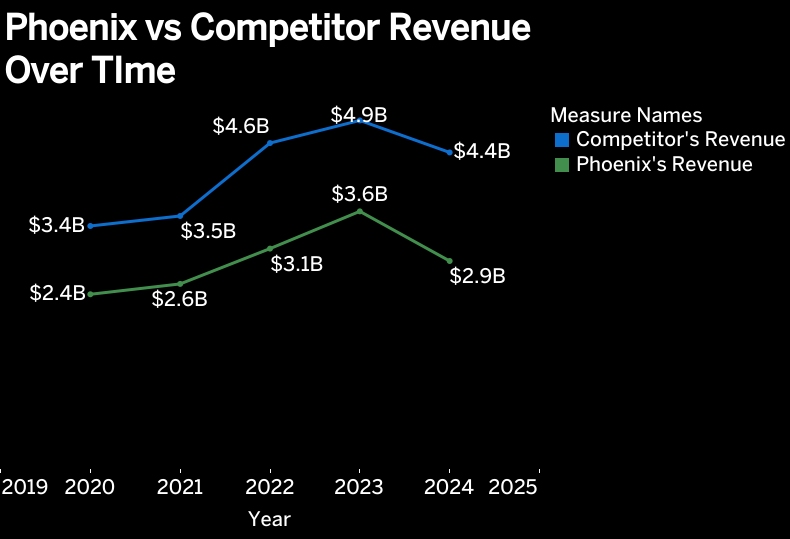 Phoenix vs Competitor Revenue
Over TIme
Measure Names
Competitor's Revenue
Phoenix's Revenue
$4.9B
$4.6B
$4.4B
$3.6B
$3.4B
$3.5B
$3.1B
$2.9B
$2.4B
$2.6B
2019 2020 2021 2022 2023 2024 2025
Year